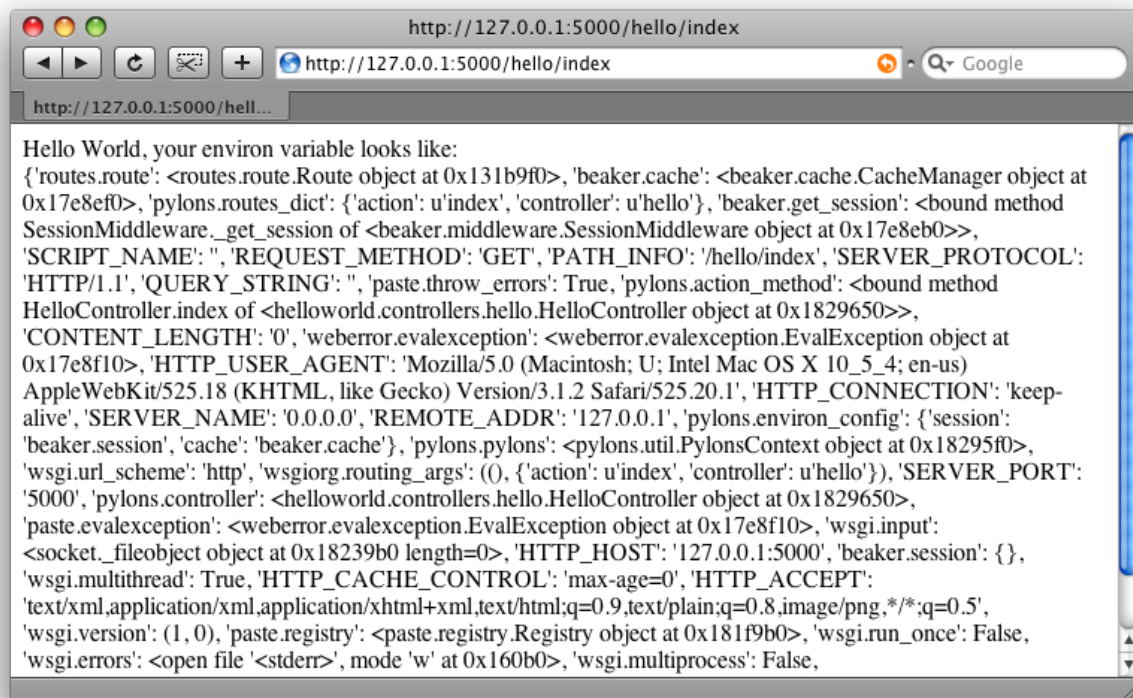 http://127.0.0.1:5000/hello/index
http://127.0.0.1:5000/hello/index
Google
http://127.0.0.1:5000/hell...
Hello World, your environ variable looks like:
{'routes.route': <routes.route.Route object at 0x131b9f0>, 'beaker.cache': <beaker.cache.CacheManager object at
0x17e8ef0>, 'pylons.routes_dict': {'action': u'index', 'controller': u'hello'}, 'beaker.get_session': <bound method
SessionMiddleware._get_session of <beaker.middleware.SessionMiddleware object at 0x17e8eb0>>,
'SCRIPT_NAME': '', 'REQUEST_METHOD': 'GET', 'PATH_INFO': '/hello/index', 'SERVER_PROTOCOL':
'HTTP/1.1', 'QUERY_STRING': '', 'paste.throw_errors': True, 'pylons.action_method': <bound method
HelloController.index of <helloworld.controllers.hello.HelloController object at 0x1829650>>,
'CONTENT_LENGTH': '0', 'weberror.evalexception': <weberror.evalexception.EvalException object at
0x17e8f10>, 'HTTP_USER_AGENT': 'Mozilla/5.0 (Macintosh; U; Intel Mac OS X 10_5_4; en-us)
AppleWebKit/525.18 (KHTML, like Gecko) Version/3.1.2 Safari/525.20.1', 'HTTP_CONNECTION': 'keep-
alive', 'SERVER_NAME': '0.0.0.0', 'REMOTE_ADDR': '127.0.0.1', 'pylons.environ_config': {'session':
'beaker.session', 'cache': 'beaker.cache'}, 'pylons.pylons': <pylons.util.PylonsContext object at 0x18295f0>,
'wsgi.url_scheme': 'http', 'wsgiorg.routing_args': ((), {'action': u'index', 'controller': u'hello'}), 'SERVER_PORT':
'5000', 'pylons.controller': <helloworld.controllers.hello.HelloController object at 0x1829650>,
'paste.evalexception': <weberror.evalexception.EvalException object at 0x17e8f10>, 'wsgi.input':
<socket._fileobject object at 0x18239b0 length=0>, 'HTTP_HOST': '127.0.0.1:5000', 'beaker.session': {},
'wsgi.multithread': True, 'HTTP_CACHE_CONTROL': 'max-age=0', 'HTTP_ACCEPT':
'text/xml,application/xml,application/xhtml+xml,text/html;q=0.9,text/plain;q=0.8,image/png,*/*;q=0.5',
'wsgi.version': (1, 0), 'paste.registry': <paste.registry.Registry object at 0x181f9b0>, 'wsgi.run_once': False,
'wsgi.errors': <open file '<stderr>', mode 'w' at 0x160b0>, 'wsgi.multiprocess': False,